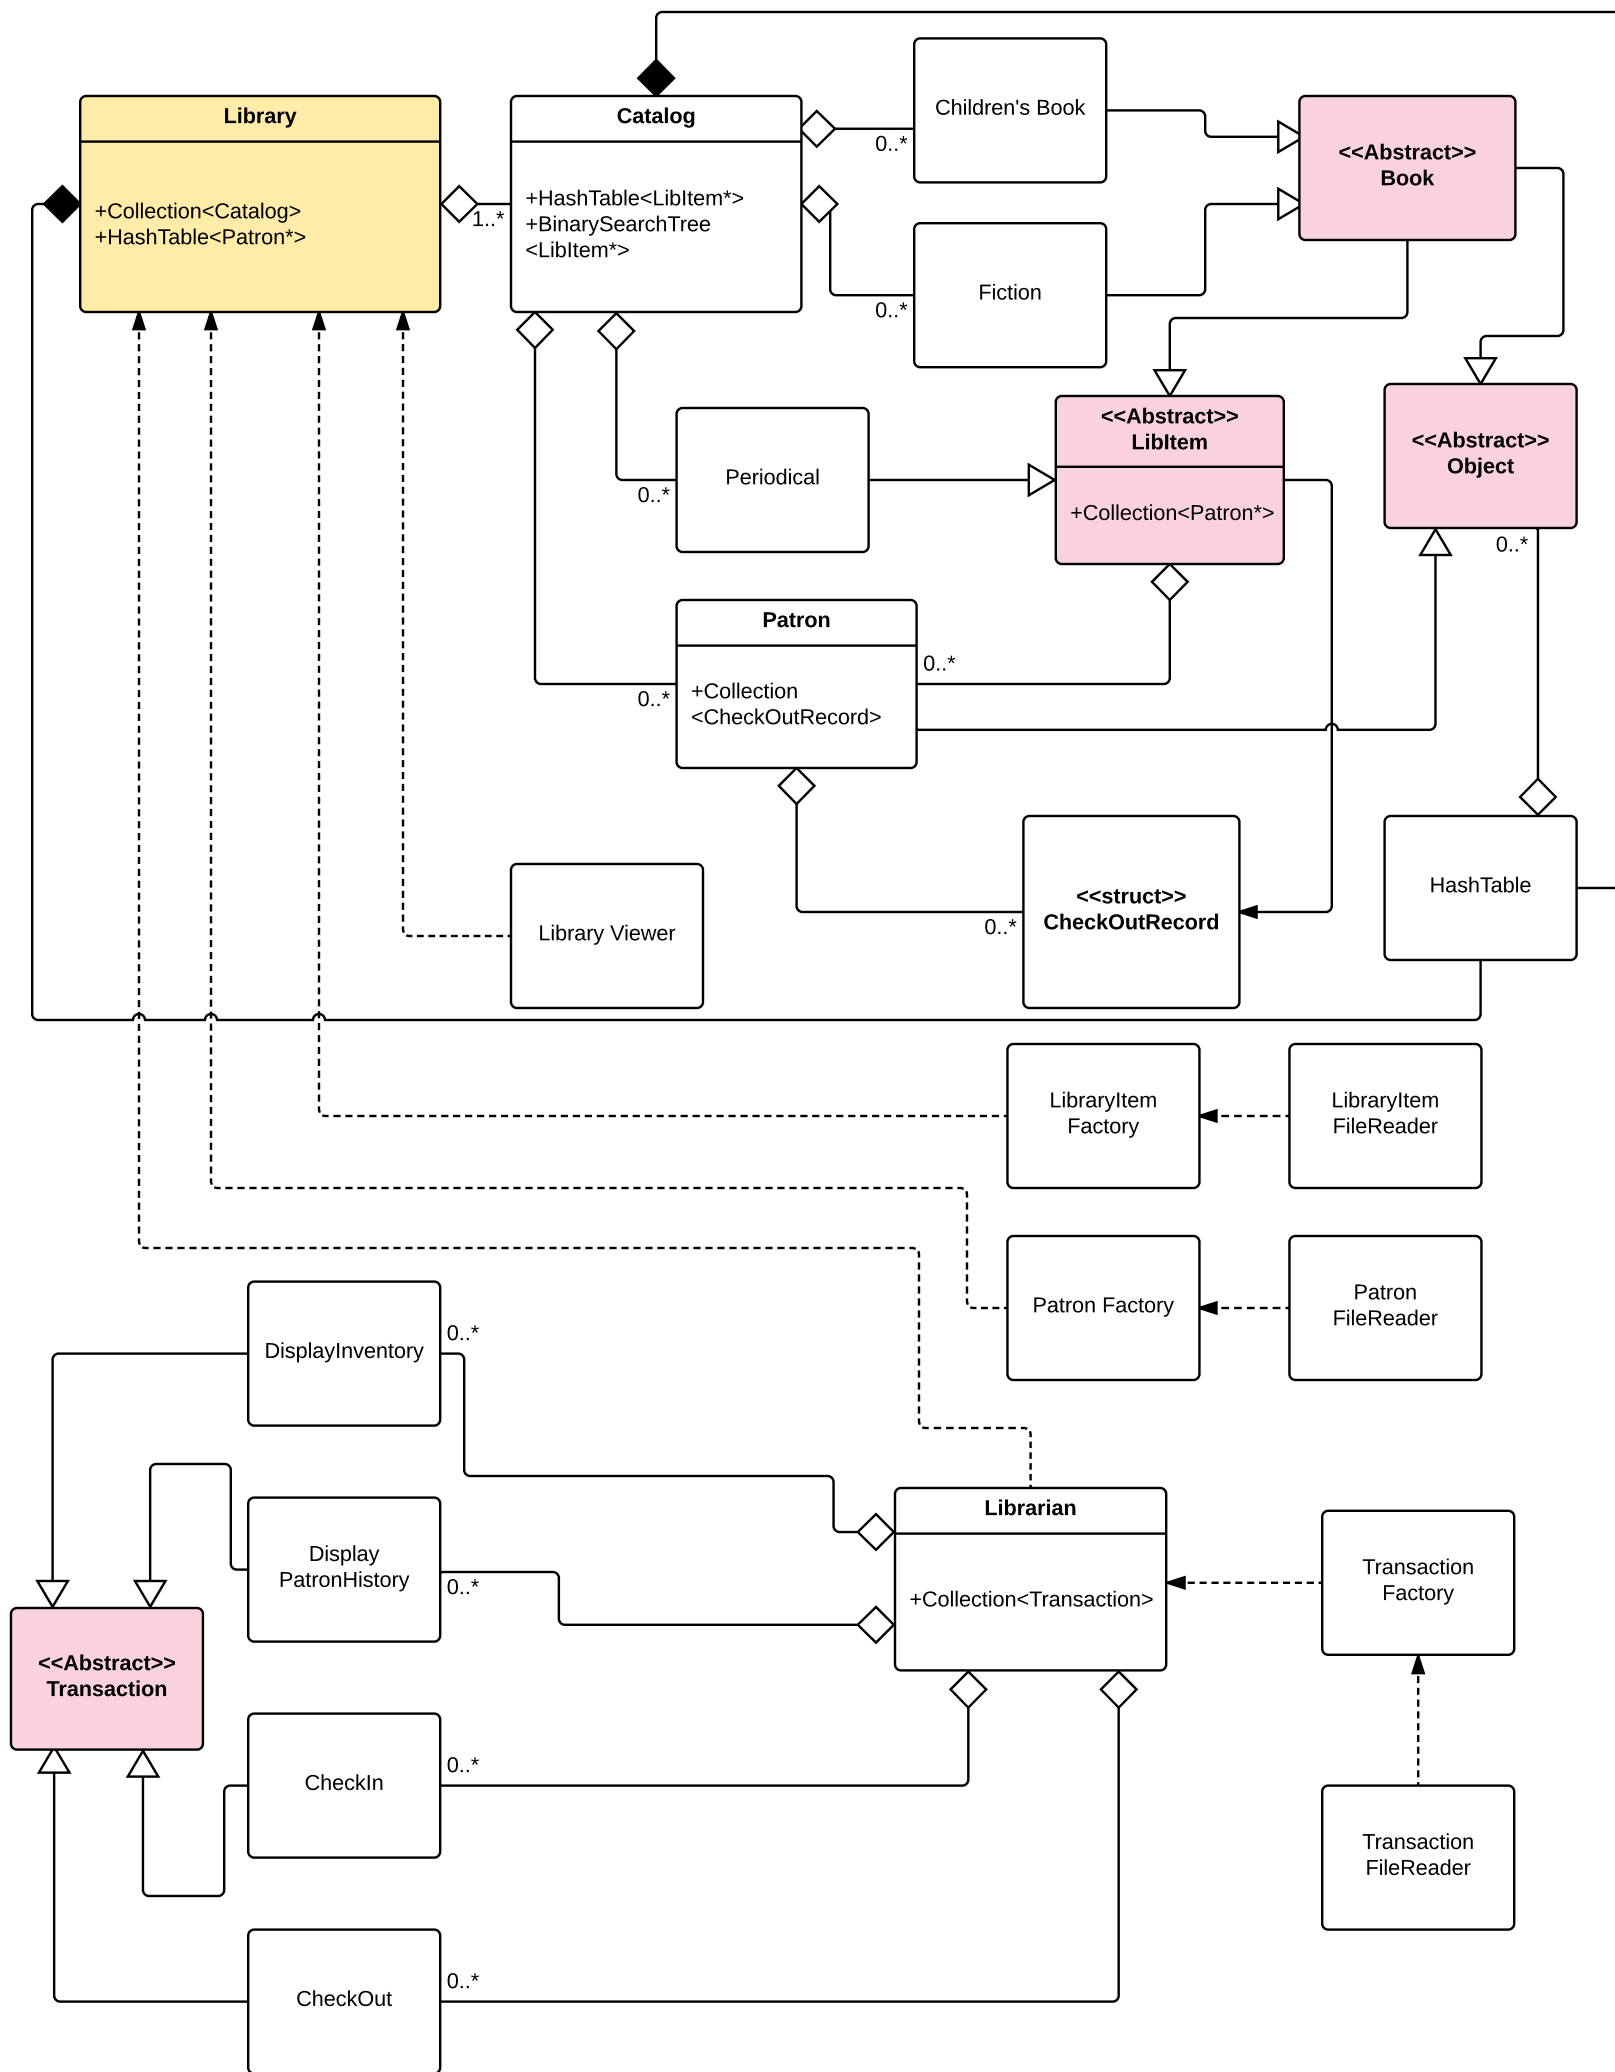 Library
+Collection<Catalog>
+HashTable<Patron*>
1..*
Catalog
+HashTable<LibItem*>
+BinarySearchTree
<LibItem*>
0..*
Children's Book
0..*
Fiction
<<Abstract>>
Book
0..*
Periodical
<<Abstract>>
LibItem
+Collection<Patron*>
<<Abstract>>
Object
0..*
0..*
Patron
+Collection
<CheckOutRecord>
0..*
Library Viewer
0..*
<<struct>>
CheckOutRecord
HashTable
LibraryItem
Factory
LibraryItem
FileReader
Patron Factory
Patron
FileReader
DisplayInventory
0..*
Display
PatronHistory
0..*
Librarian
+Collection<Transaction>
Transaction
Factory
<<Abstract>>
Transaction
CheckIn
0..*
Transaction
FileReader
CheckOut
0..*